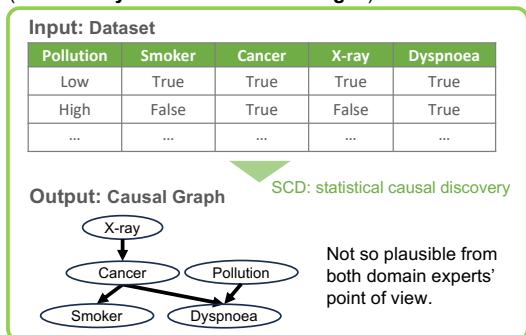 Input: Dataset
Pollution Smoker Cancer X-ray Dyspnoea
Low True True True True
High False True False True
... ... ... ... ...
SCD: statistical causal discovery
Output: Causal Graph
X-ray
Cancer Pollution
Smoker Dyspnoea
Not so plausible from
both domain experts'
point of view.